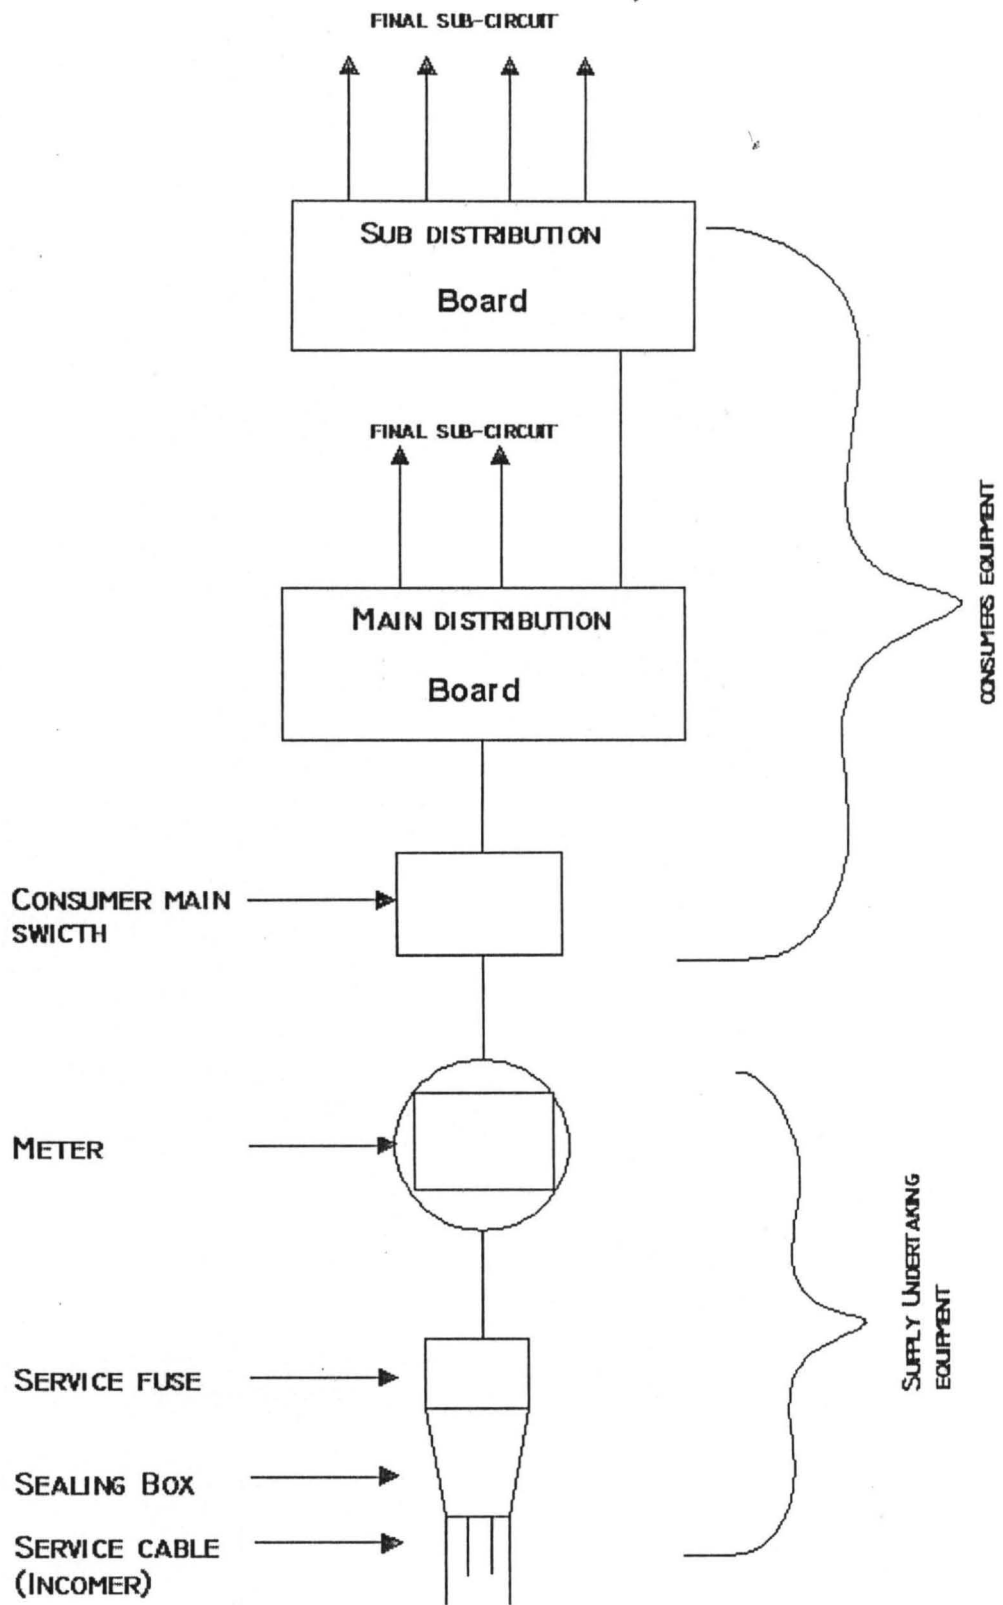 FINAL SUB-CIRCUIT
SUB DISTRIBUTION
Board
FINAL SUB-CIRCUIT
MAIN DISTRIBUTION
Board
CONSUMERS EQUIPMENT
CONSUMER MAIN
SWICTH
METER
SUPPLY UNDERTAKING
EQUIPMENT
SERVICE FUSE
SEALING BOX
SERVICE CABLE
(INCOMER)